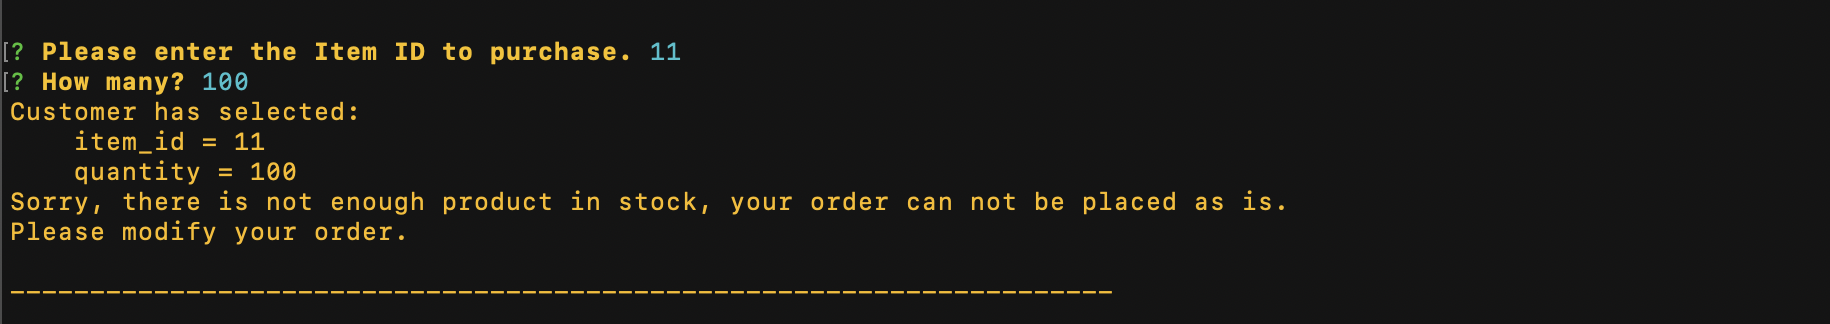 [? Please enter the Item ID to purchase. 11
[? How many? 100
Customer has selected:
    item_id = 11
    quantity = 100
Sorry, there is not enough product in stock, your order can not be placed as is.
Please modify your order.
_____________________________________________________________________